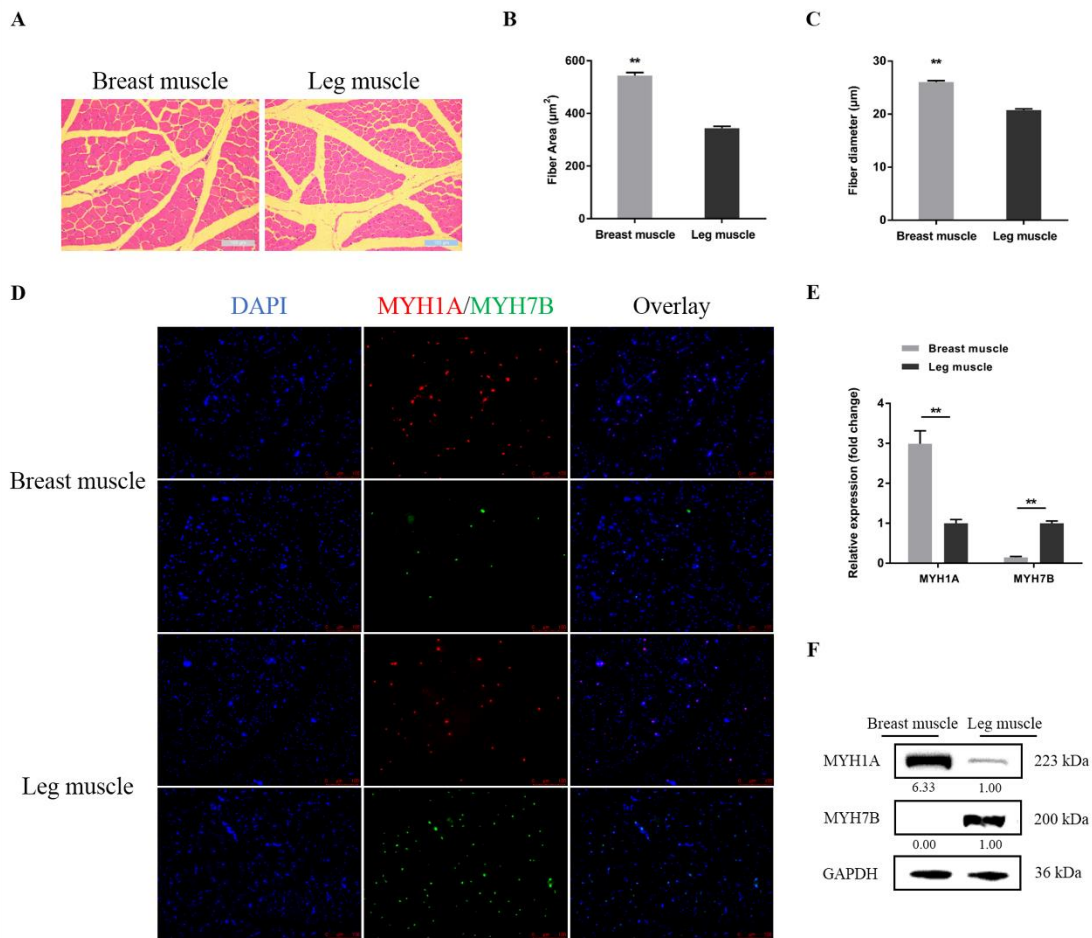 A
Breast muscle Leg muscle
B
600
400
200
0
Fiber Area (μm²)
**
Breast muscle Leg muscle
C
30
20
10
0
Fiber diameter (μm)
**
Breast muscle Leg muscle
D
DAPI MYH1A/MYH7B Overlay
Breast muscle
Leg muscle
E
Breast muscle
Leg muscle
Relative expression (fold change)
4
3
2
1
0
**
**
MYH1A MYH7B
F
Breast muscle Leg muscle
MYH1A 223 kDa
6.33 1.00
MYH7B 200 kDa
0.00 1.00
GAPDH 36 kDa